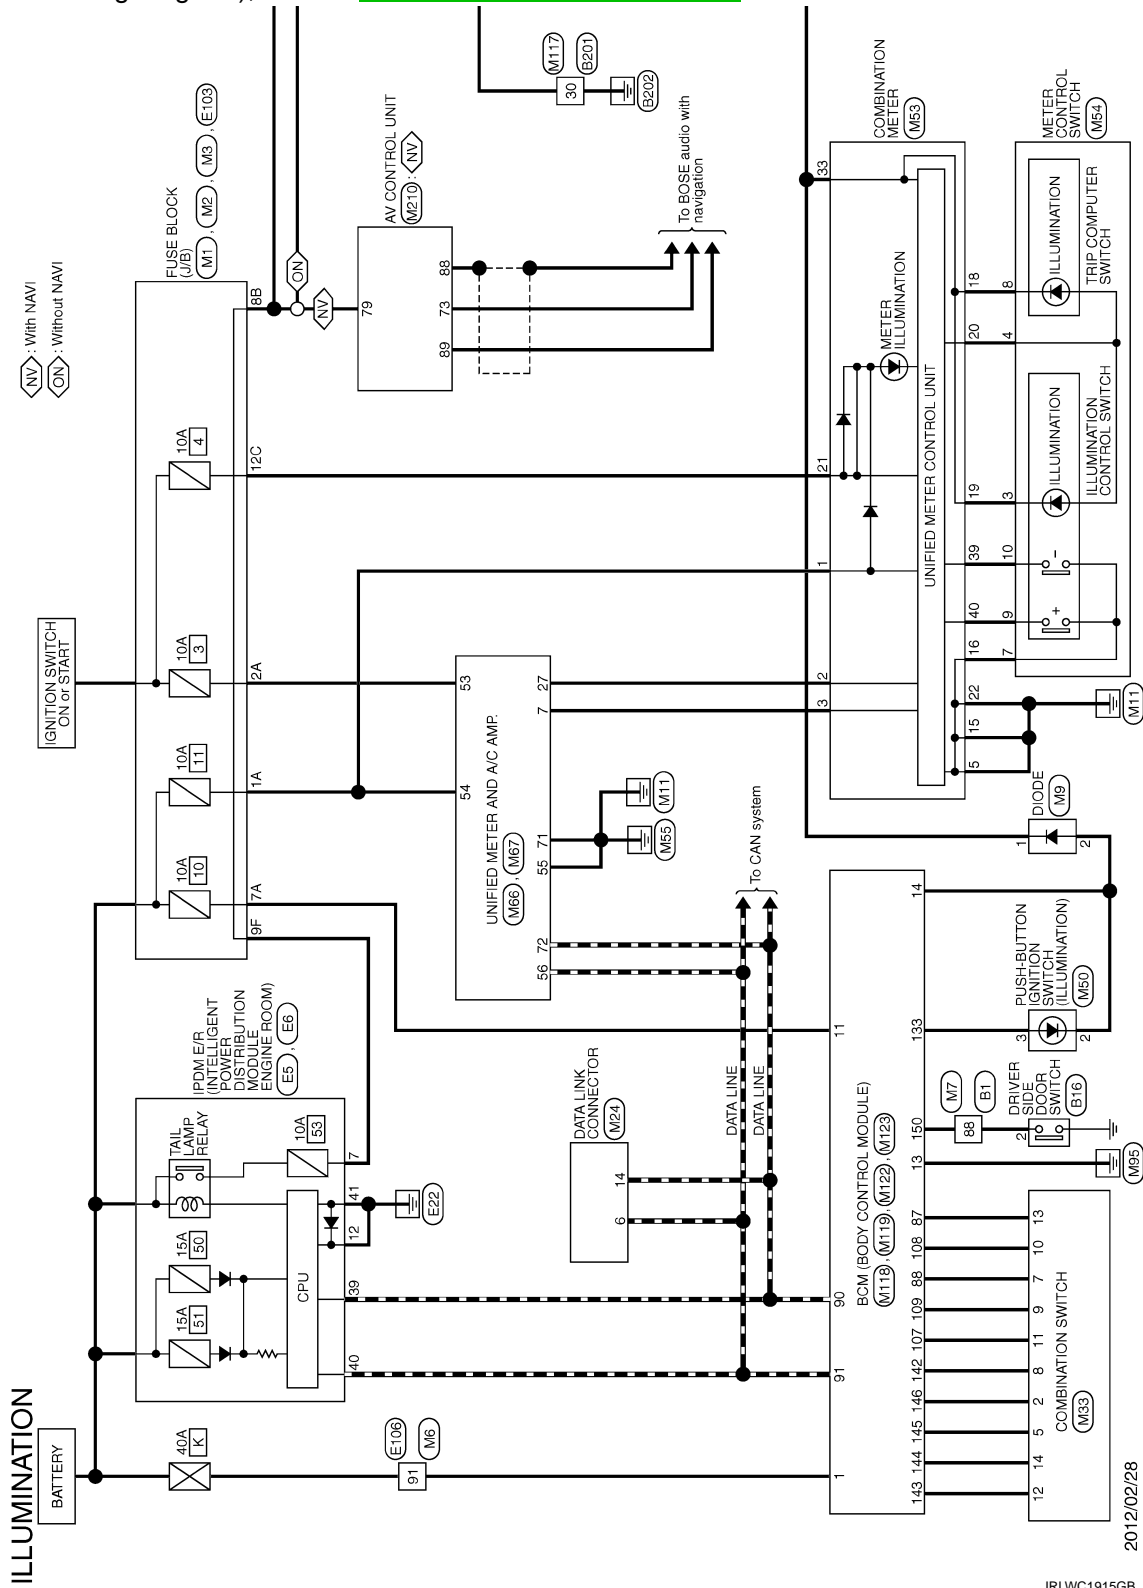 ILLUMINATION
BATTERY
IGNITION SWITCH
ON or START
NV : With NAVI
ON : Without NAVI
40A
K
15A
51
15A
50
TAIL
LAMP
RELAY
10A
53
CPU
IPDM E/R
(INTELLIGENT
POWER
DISTRIBUTION
MODULE
ENGINE ROOM)
E5 , E6
40
39
12
41
7
E22
10A
10
10A
11
10A
3
10A
4
FUSE BLOCK
(J/B)
M1 , M2 , M3 , E103
9F
7A
1A
2A
12C
8B
ON
NV
91
E106
M6
DATA LINK
CONNECTOR
M24
6
14
DATA LINE
DATA LINE
To CAN system
54
53
UNIFIED METER AND A/C AMP.
M66 , M67
56
72
55
71
7
27
M55
M11
79
AV CONTROL UNIT
M210 : NV
89
73
88
To BOSE audio with
navigation
30
M117
B201
B202
1
91
90
11
14
BCM (BODY CONTROL MODULE)
M118 , M119 , M122 , M123
143
144
145
146
142
107
109
88
108
87
13
150
133
12
14
5
2
8
11
9
7
10
13
COMBINATION SWITCH
M33
M95
88
M7
B1
2
DRIVER
SIDE
DOOR
SWITCH
B16
3
2
PUSH-BUTTON
IGNITION
SWITCH
(ILLUMINATION)
M50
1
2
DIODE
M9
3
2
1
21
33
COMBINATION
METER
M53
METER
ILLUMINATION
UNIFIED METER CONTROL UNIT
5
15
22
16
40
39
19
20
18
M11
7
9
10
3
4
8
+
−
ILLUMINATION
ILLUMINATION
CONTROL SWITCH
ILLUMINATION
TRIP COMPUTER
SWITCH
METER
CONTROL
SWITCH
M54
2012/02/28